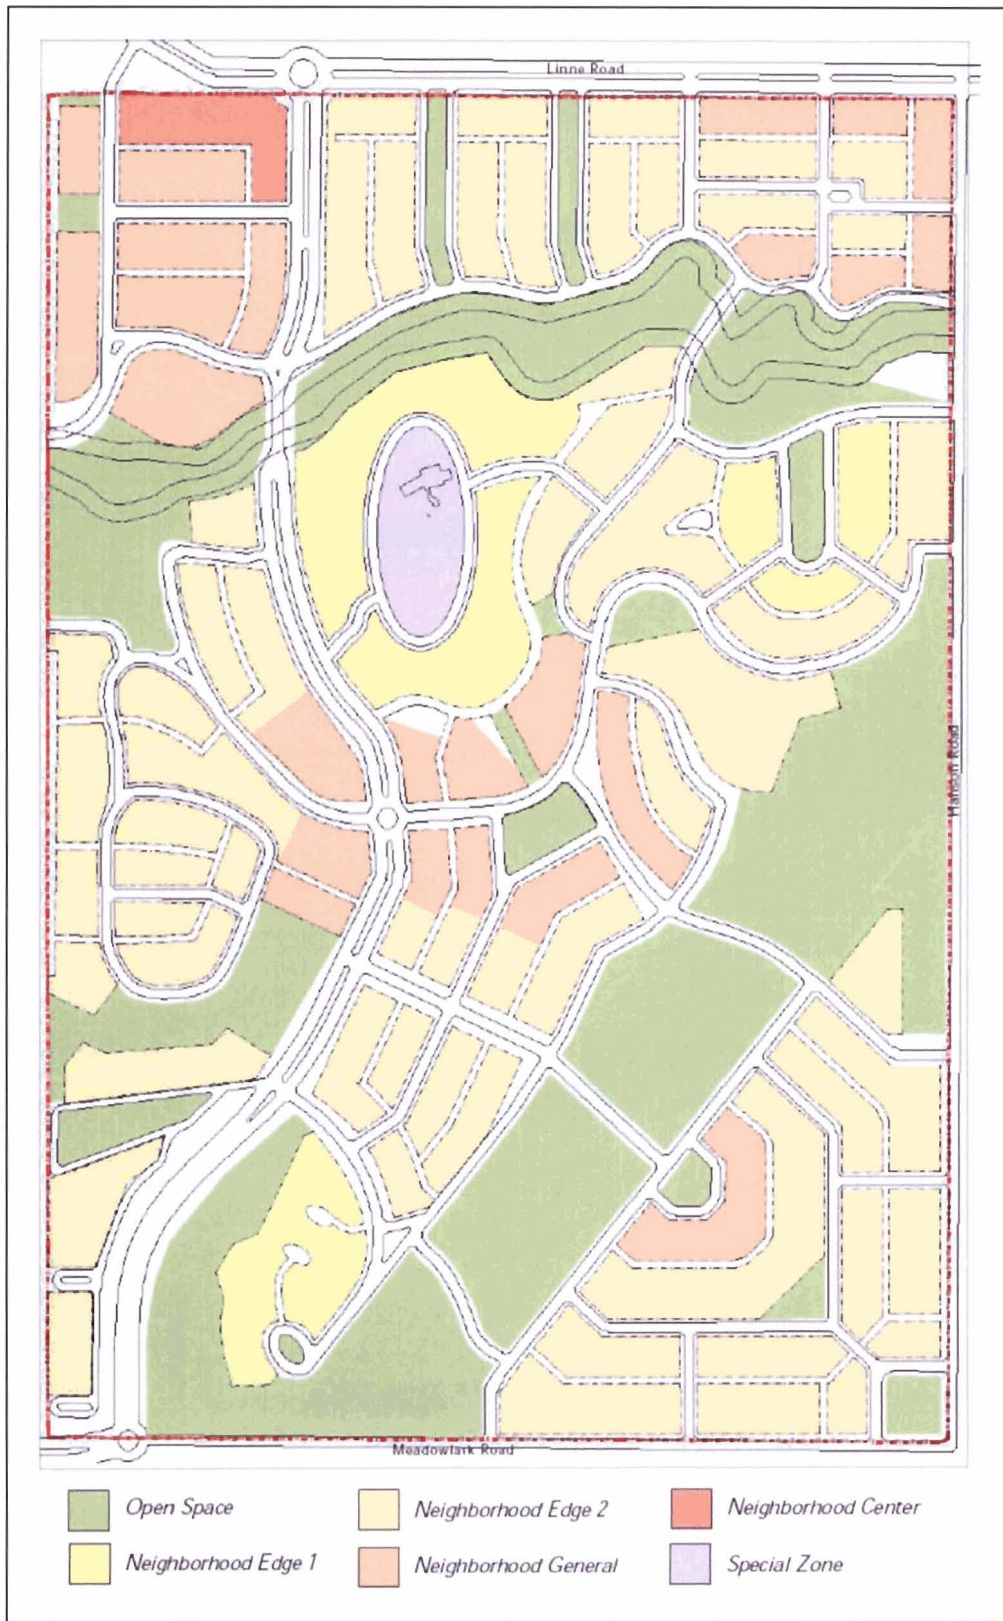 Linne Road
Hanson Road
Meadowlark Road
Open Space
Neighborhood Edge 2
Neighborhood Center
Neighborhood Edge 1
Neighborhood General
Special Zone